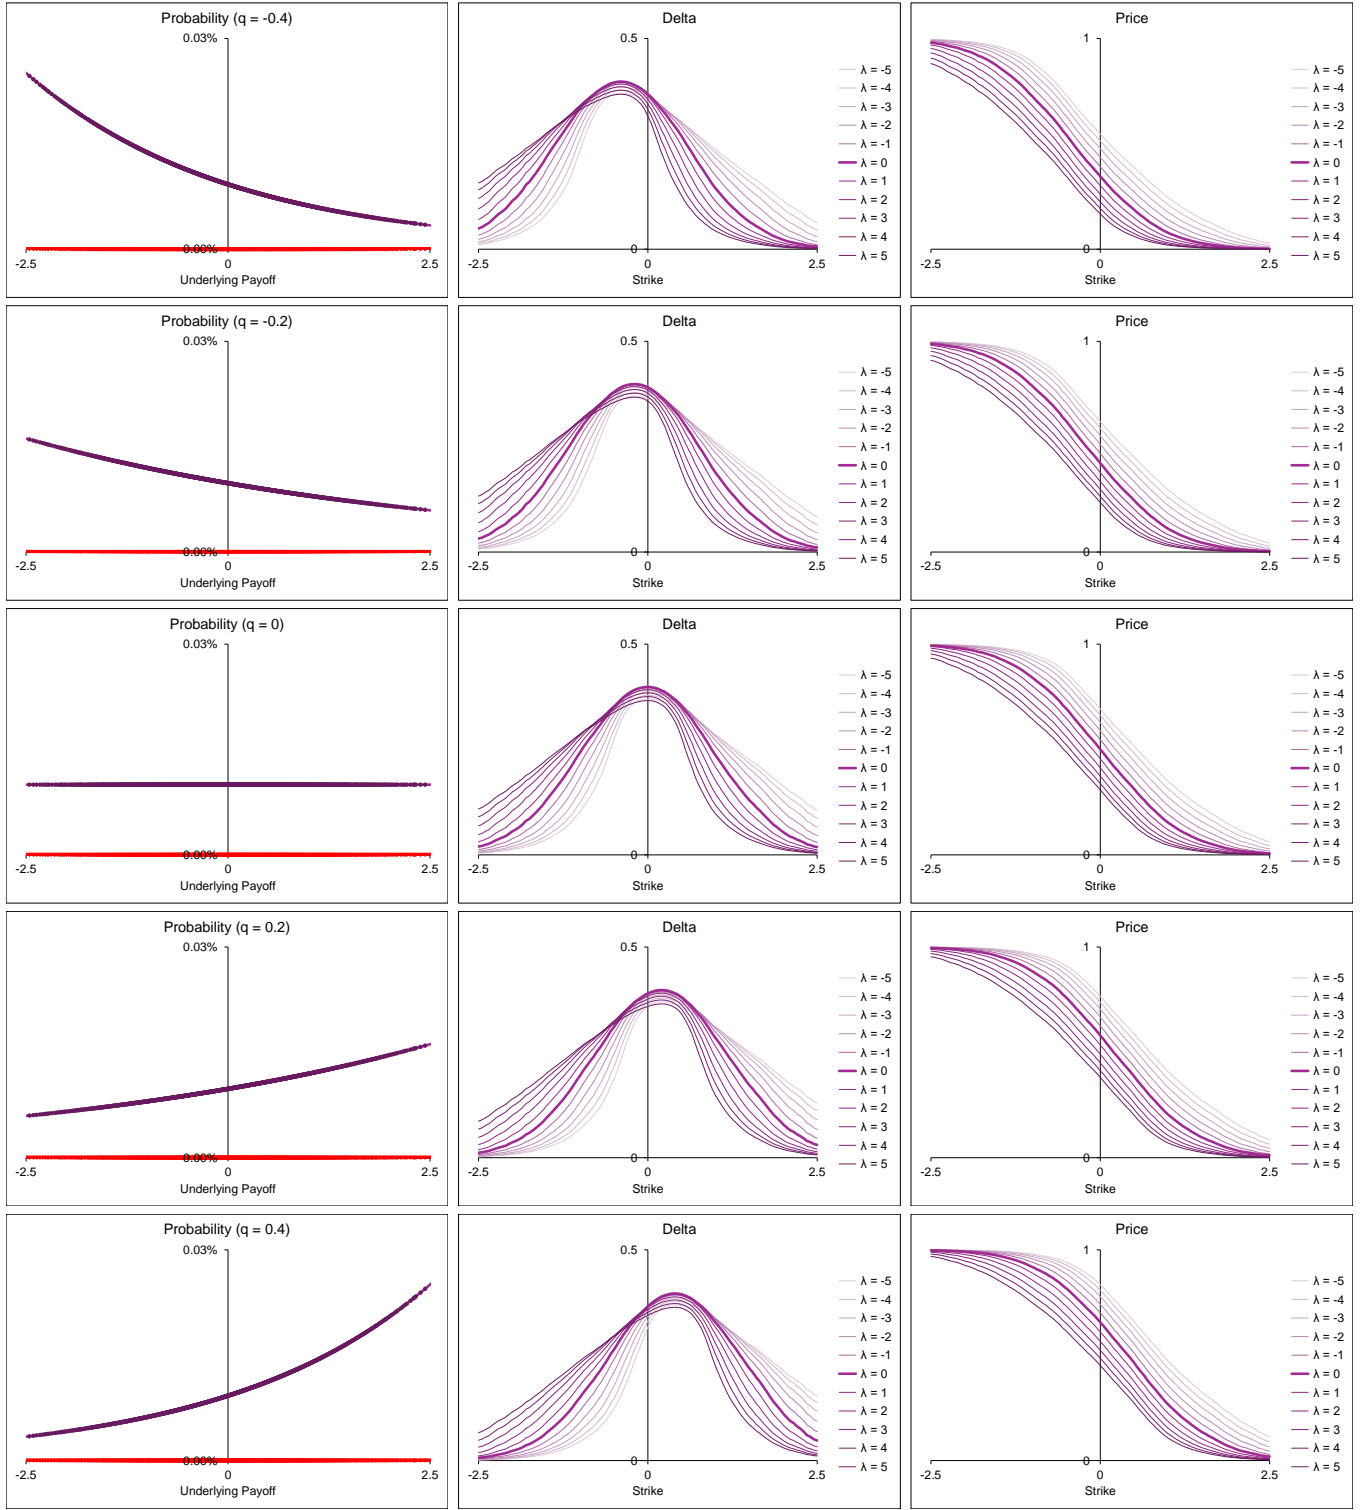 Probability (q = -0.4)
0.03%
0.00%
-2.5
0
2.5
Underlying Payoff
Delta
0.5
λ = -5
λ = -4
λ = -3
λ = -2
λ = -1
λ = 0
λ = 1
λ = 2
λ = 3
λ = 4
λ = 5
0
-2.5
0
2.5
Strike
Price
1
λ = -5
λ = -4
λ = -3
λ = -2
λ = -1
λ = 0
λ = 1
λ = 2
λ = 3
λ = 4
λ = 5
0
-2.5
0
2.5
Strike
Probability (q = -0.2)
0.03%
0.00%
-2.5
0
2.5
Underlying Payoff
Delta
0.5
λ = -5
λ = -4
λ = -3
λ = -2
λ = -1
λ = 0
λ = 1
λ = 2
λ = 3
λ = 4
λ = 5
0
-2.5
0
2.5
Strike
Price
1
λ = -5
λ = -4
λ = -3
λ = -2
λ = -1
λ = 0
λ = 1
λ = 2
λ = 3
λ = 4
λ = 5
0
-2.5
0
2.5
Strike
Probability (q = 0)
0.03%
0.00%
-2.5
0
2.5
Underlying Payoff
Delta
0.5
λ = -5
λ = -4
λ = -3
λ = -2
λ = -1
λ = 0
λ = 1
λ = 2
λ = 3
λ = 4
λ = 5
0
-2.5
0
2.5
Strike
Price
1
λ = -5
λ = -4
λ = -3
λ = -2
λ = -1
λ = 0
λ = 1
λ = 2
λ = 3
λ = 4
λ = 5
0
-2.5
0
2.5
Strike
Probability (q = 0.2)
0.03%
0.00%
-2.5
0
2.5
Underlying Payoff
Delta
0.5
λ = -5
λ = -4
λ = -3
λ = -2
λ = -1
λ = 0
λ = 1
λ = 2
λ = 3
λ = 4
λ = 5
0
-2.5
0
2.5
Strike
Price
1
λ = -5
λ = -4
λ = -3
λ = -2
λ = -1
λ = 0
λ = 1
λ = 2
λ = 3
λ = 4
λ = 5
0
-2.5
0
2.5
Strike
Probability (q = 0.4)
0.03%
0.00%
-2.5
0
2.5
Underlying Payoff
Delta
0.5
λ = -5
λ = -4
λ = -3
λ = -2
λ = -1
λ = 0
λ = 1
λ = 2
λ = 3
λ = 4
λ = 5
0
-2.5
0
2.5
Strike
Price
1
λ = -5
λ = -4
λ = -3
λ = -2
λ = -1
λ = 0
λ = 1
λ = 2
λ = 3
λ = 4
λ = 5
0
-2.5
0
2.5
Strike